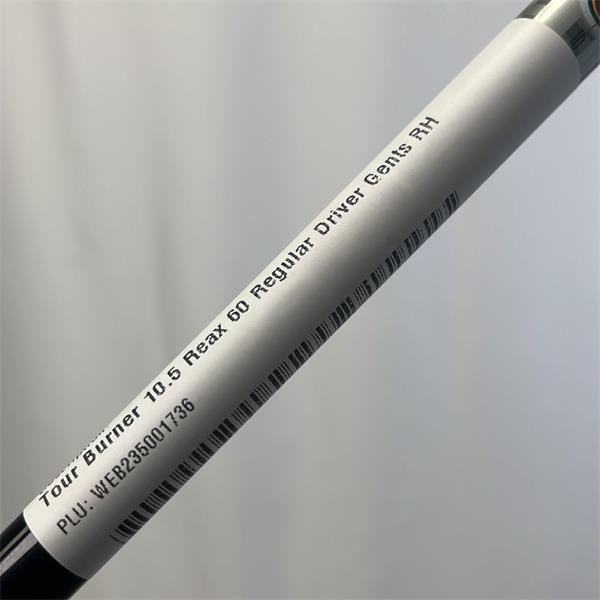 Tour Burner 10.5 Reax 60 Regular Driver Gents RH
PLU: WEB235001736